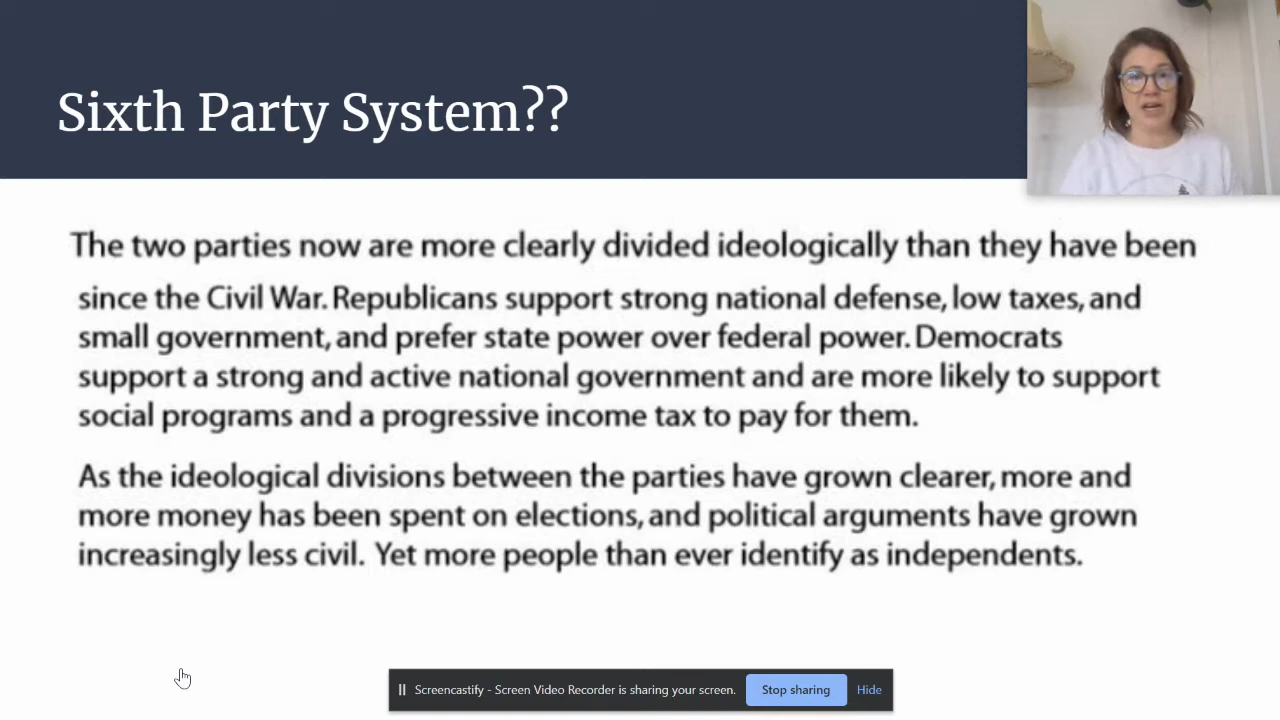 Sixth Party System??
The two parties now are more clearly divided ideologically than they have been
since the Civil War. Republicans support strong national defense, low taxes, and
small government, and prefer state power over federal power. Democrats
support a strong and active national government and are more likely to support
social programs and a progressive income tax to pay for them.
As the ideological divisions between the parties have grown clearer, more and
more money has been spent on elections, and political arguments have grown
increasingly less civil. Yet more people than ever identify as independents.
Screencastify - Screen Video Recorder is sharing your screen. Stop sharing Hide